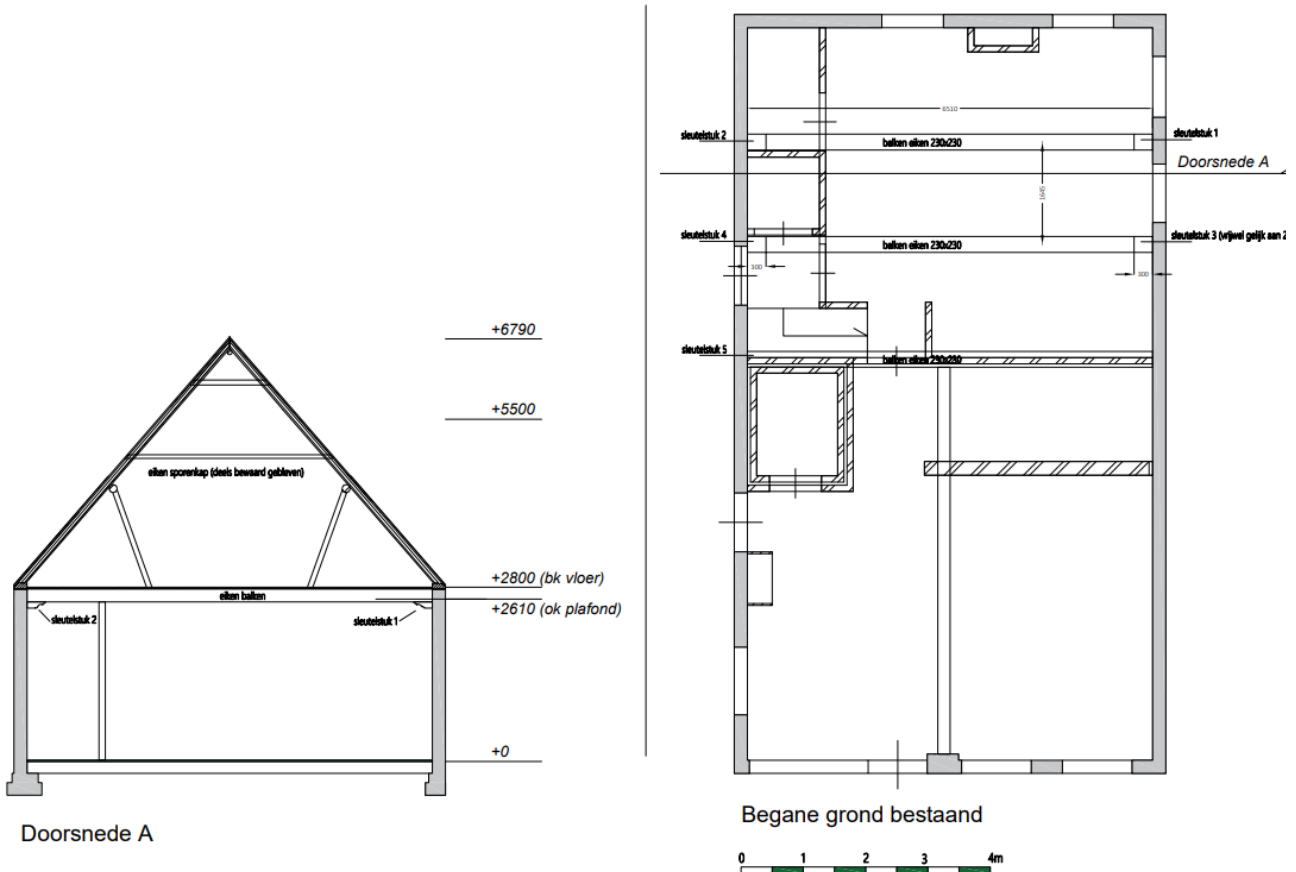 +6790
+5500
eiken sporenkap (deels bewaard gebleven)
+2800 (bk vloer)
eiken balken
+2610 (ok plafond)
sleutelstuk 2
sleutelstuk 1
+0
Doorsnede A
6510
sleutelstuk 2
balken eiken 230x230
sleutelstuk 1
Doorsnede A
1645
sleutelstuk 4
balken eiken 230x230
sleutelstuk 3 (vrijwel gelijk aan 2
300
300
sleutelstuk 5
balken eiken 230x230
Begane grond bestaand
0 1 2 3 4m